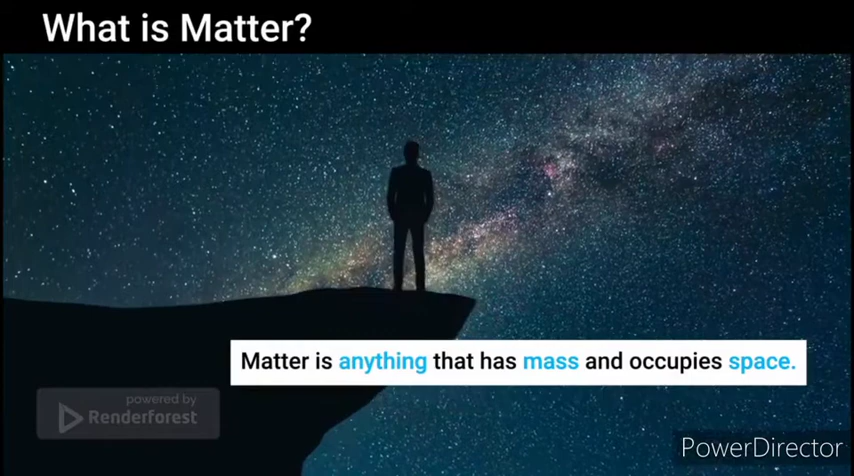 What is Matter?
Matter is anything that has mass and occupies space.
powered by
Renderforest
PowerDirector